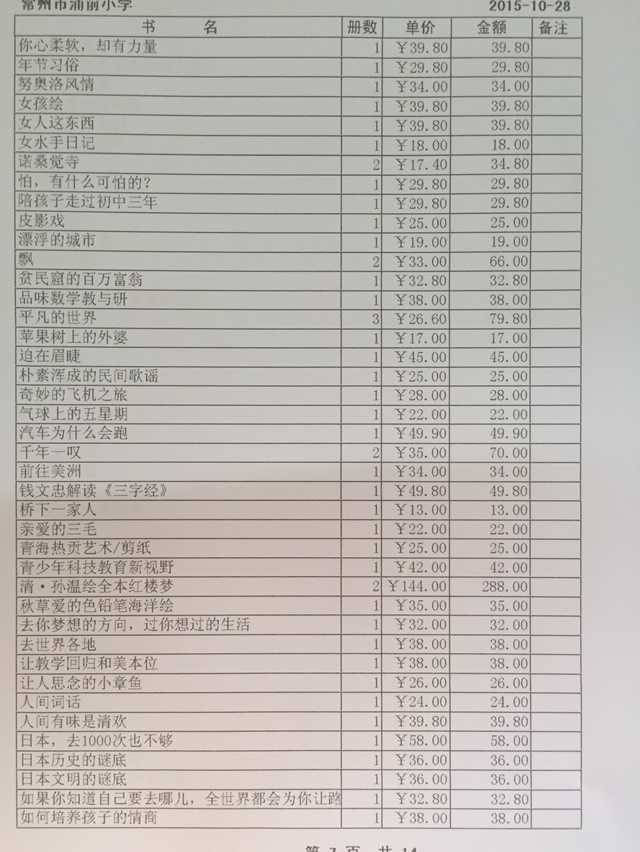 常州市浦前小学 2015-10-28
书 名 册数 单价 金额 备注
你心柔软，却有力量 1 ¥39.80 39.80
年节习俗 1 ¥29.80 29.80
努奥洛风情 1 ¥34.00 34.00
女孩绘 1 ¥39.80 39.80
女人这东西 1 ¥39.80 39.80
女水手日记 1 ¥18.00 18.00
诺桑觉寺 2 ¥17.40 34.80
怕，有什么可怕的？ 1 ¥29.80 29.80
陪孩子走过初中三年 1 ¥29.80 29.80
皮影戏 1 ¥25.00 25.00
漂浮的城市 1 ¥19.00 19.00
飘 2 ¥33.00 66.00
贫民窟的百万富翁 1 ¥32.80 32.80
品味数学教与研 1 ¥38.00 38.00
平凡的世界 3 ¥26.60 79.80
苹果树上的外婆 1 ¥17.00 17.00
迫在眉睫 1 ¥45.00 45.00
朴素浑成的民间歌谣 1 ¥25.00 25.00
奇妙的飞机之旅 1 ¥28.00 28.00
气球上的五星期 1 ¥22.00 22.00
汽车为什么会跑 1 ¥49.90 49.90
千年一叹 2 ¥35.00 70.00
前往美洲 1 ¥34.00 34.00
钱文忠解读《三字经》 1 ¥49.80 49.80
桥下一家人 1 ¥13.00 13.00
亲爱的三毛 1 ¥22.00 22.00
青海热贡艺术/剪纸 1 ¥25.00 25.00
青少年科技教育新视野 1 ¥42.00 42.00
清·孙温绘全本红楼梦 2 ¥144.00 288.00
秋草爱的色铅笔海洋绘 1 ¥35.00 35.00
去你梦想的方向，过你想过的生活 1 ¥32.00 32.00
去世界各地 1 ¥38.00 38.00
让教学回归和美本位 1 ¥38.00 38.00
让人思念的小章鱼 1 ¥26.00 26.00
人间词话 1 ¥24.00 24.00
人间有味是清欢 1 ¥39.80 39.80
日本，去1000次也不够 1 ¥58.00 58.00
日本历史的谜底 1 ¥36.00 36.00
日本文明的谜底 1 ¥36.00 36.00
如果你知道自己要去哪儿，全世界都会为你让路 1 ¥32.80 32.80
如何培养孩子的情商 1 ¥38.00 38.00
第 7 页，共 14